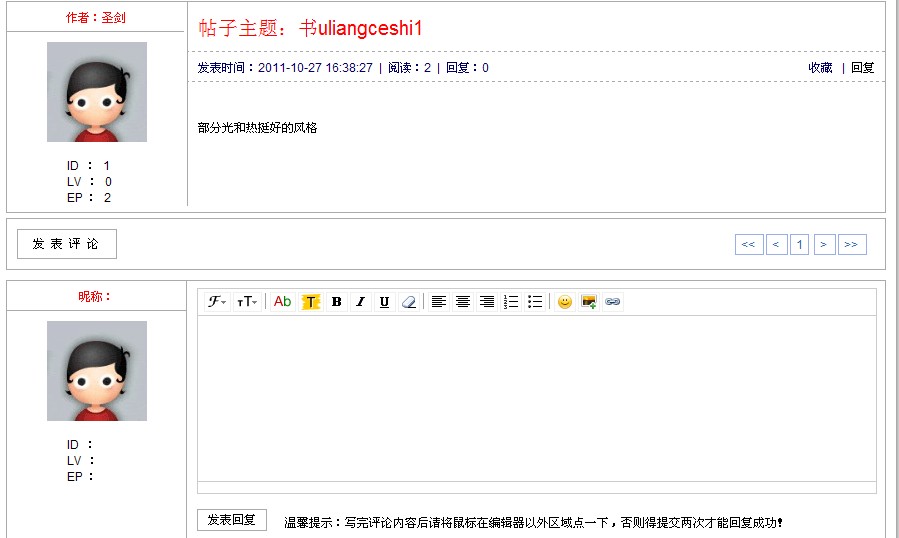 作者：圣剑
帖子主题：书uliangceshi1
发表时间：2011-10-27 16:38:27 | 阅读：2 | 回复：0
收藏 | 回复
部分光和热挺好的风格
ID ： 1
LV ： 0
EP ： 2
发 表 评 论
<< < 1 > >>
昵称：
ℱ TT Ab T B I U
ID ：
LV ：
EP ：
发表回复
温馨提示：写完评论内容后请将鼠标在编辑器以外区域点一下，否则得提交两次才能回复成功！